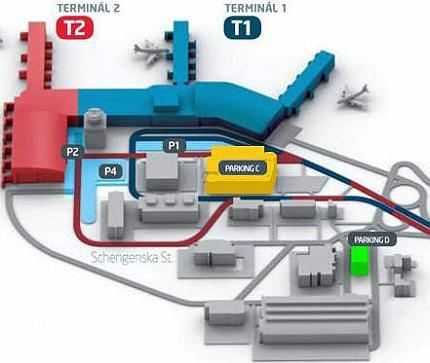 TERMINÁL 2
T2
TERMINÁL 1
T1
P1
P2
P4
PARKING C
PARKING D
Schengenska St.